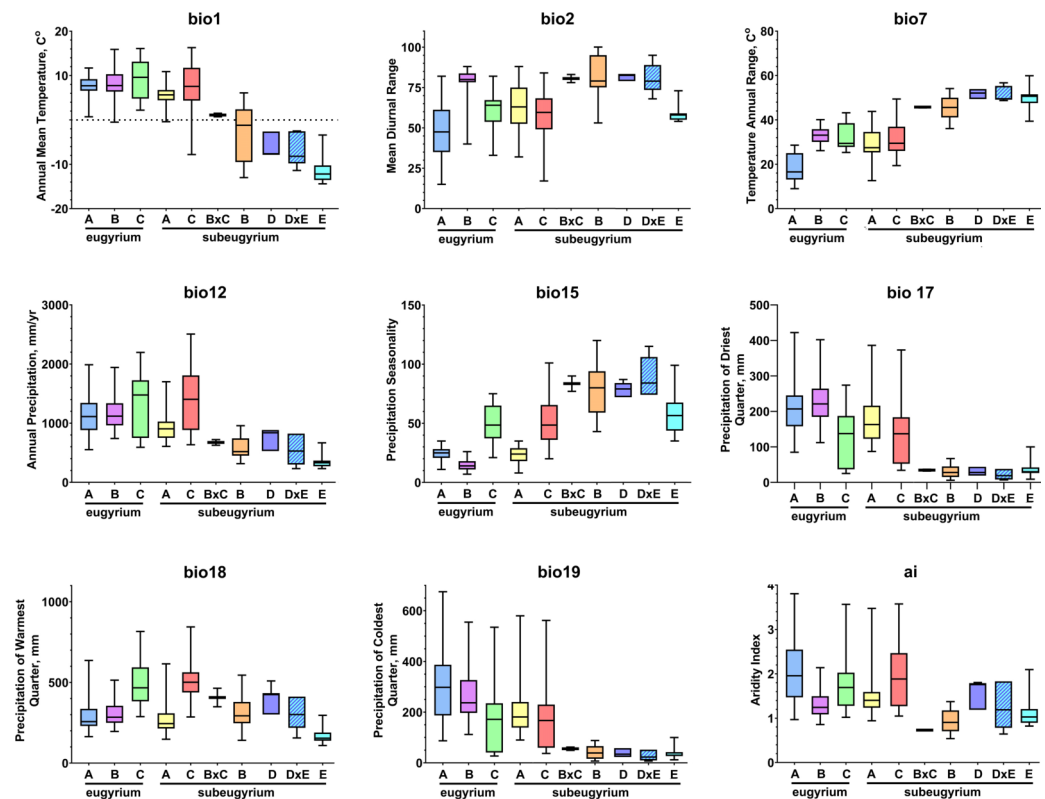 bio1
Annual Mean Temperature, C°
20
10
0
-10
-20
A B C A C BxC B D DxE E
eugyrium subeugyrium
bio2
Mean Diurnal Range
100
75
50
25
0
A B C A C BxC B D DxE E
eugyrium subeugyrium
bio7
Temperature Annual Range, C°
80
60
40
20
0
A B C A C BxC B D DxE E
eugyrium subeugyrium
bio12
Annual Precipitation, mm/yr
3000
2000
1000
0
A B C A C BxC B D DxE E
eugyrium subeugyrium
bio15
Precipitation Seasonality
150
100
50
0
A B C A C BxC B D DxE E
eugyrium subeugyrium
bio 17
Precipitation of Driest
Quarter, mm
500
400
300
200
100
0
A B C A C BxC B D DxE E
eugyrium subeugyrium
bio18
Precipitation of Warmest
Quarter, mm
1000
500
0
A B C A C BxC B D DxE E
eugyrium subeugyrium
bio19
Precipitation of Coldest
Quarter, mm
600
400
200
0
A B C A C BxC B D DxE E
eugyrium subeugyrium
ai
Aridity Index
4
3
2
1
0
A B C A C BxC B D DxE E
eugyrium subeugyrium